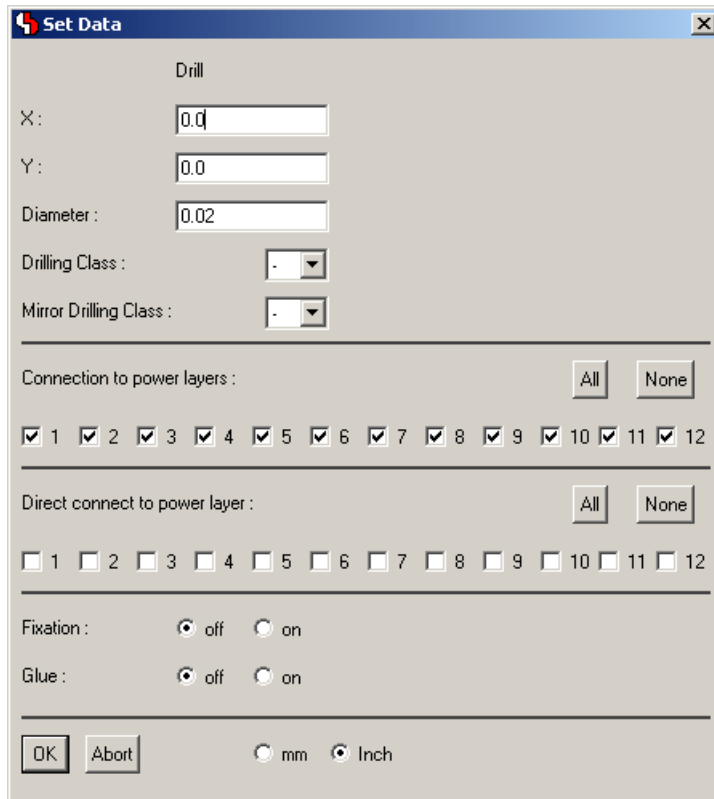 Set Data
Drill
X : 0.0
Y : 0.0
Diameter : 0.02
Drilling Class : -
Mirror Drilling Class : -
Connection to power layers : All None
1 2 3 4 5 6 7 8 9 10 11 12
Direct connect to power layer : All None
1 2 3 4 5 6 7 8 9 10 11 12
Fixation : off on
Glue : off on
OK Abort mm Inch